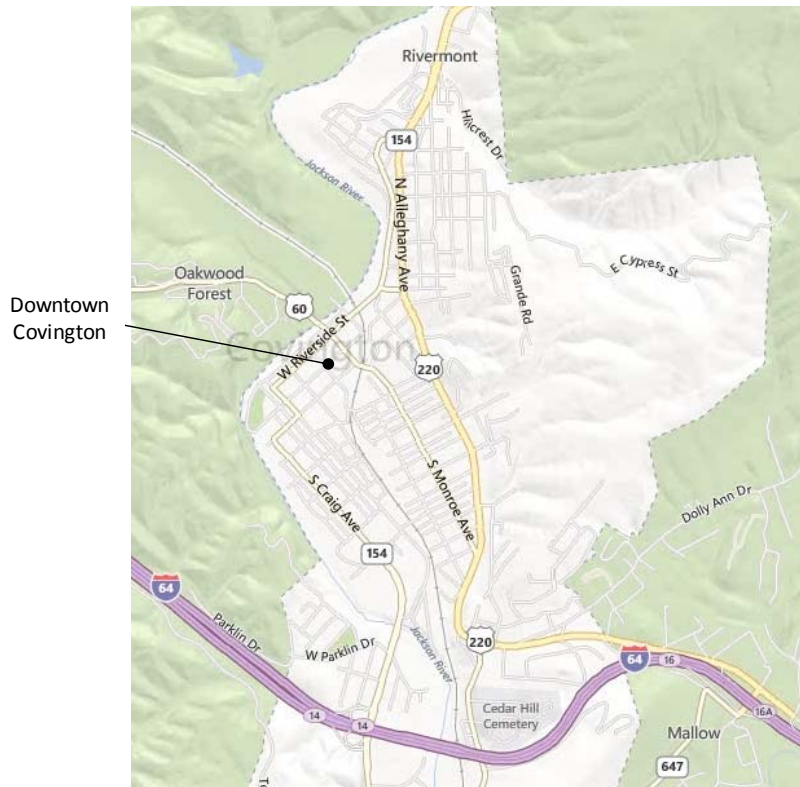 Rivermont
Hillcrest Dr
154
Jackson River
N Alleghany Ave
E Cypress St
Grande Rd
Oakwood
Forest
60
Downtown
Covington
W Riverside St
Covington
220
S Monroe Ave
S Craig Ave
Dolly Ann Dr
154
64
Parklin Dr
W Parklin Dr
Jackson River
220
64
16
16A
Cedar Hill
Cemetery
14
14
Mallow
647